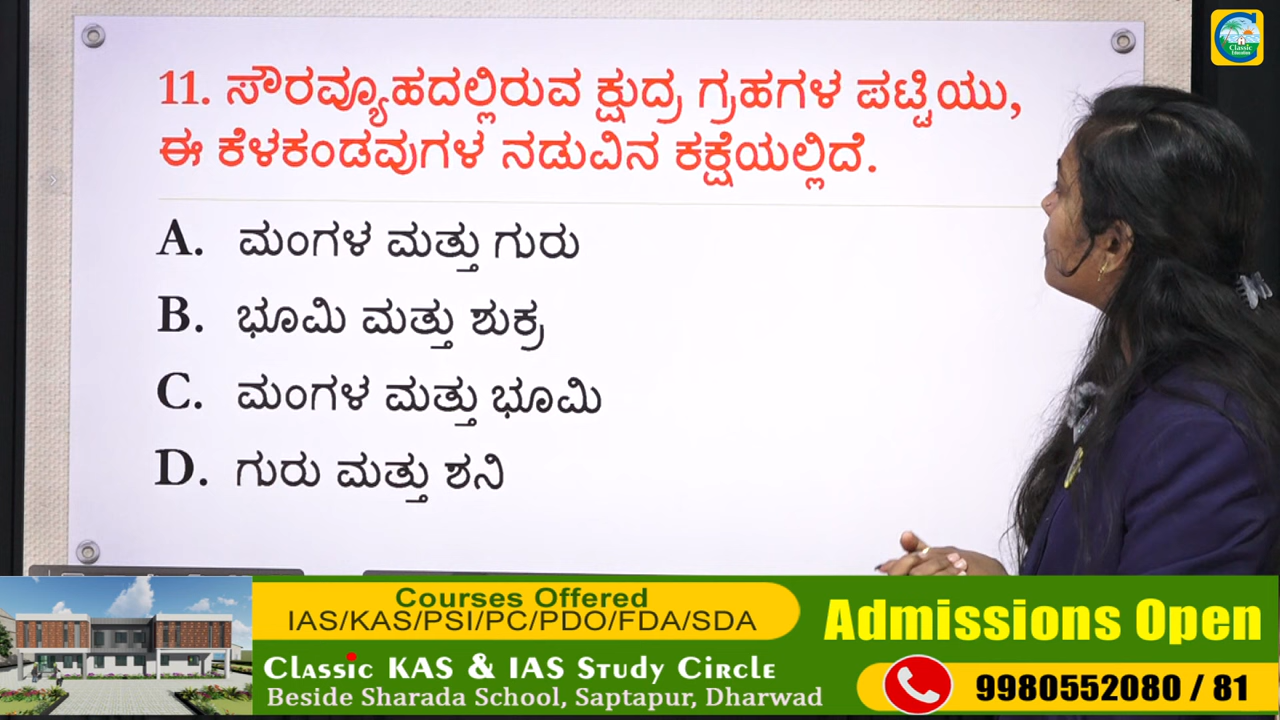 Classic
Education
11. ಸೌರವ್ಯೂಹದಲ್ಲಿರುವ ಕ್ಷುದ್ರ ಗ್ರಹಗಳ ಪಟ್ಟಿಯು,
ಈ ಕೆಳಕಂಡವುಗಳ ನಡುವಿನ ಕಕ್ಷೆಯಲ್ಲಿದೆ.
A. ಮಂಗಳ ಮತ್ತು ಗುರು
B. ಭೂಮಿ ಮತ್ತು ಶುಕ್ರ
C. ಮಂಗಳ ಮತ್ತು ಭೂಮಿ
D. ಗುರು ಮತ್ತು ಶನಿ
Courses Offered
IAS/KAS/PSI/PC/PDO/FDA/SDA
Classic KAS & IAS Study Circle
Beside Sharada School, Saptapur, Dharwad
Admissions Open
9980552080 / 81